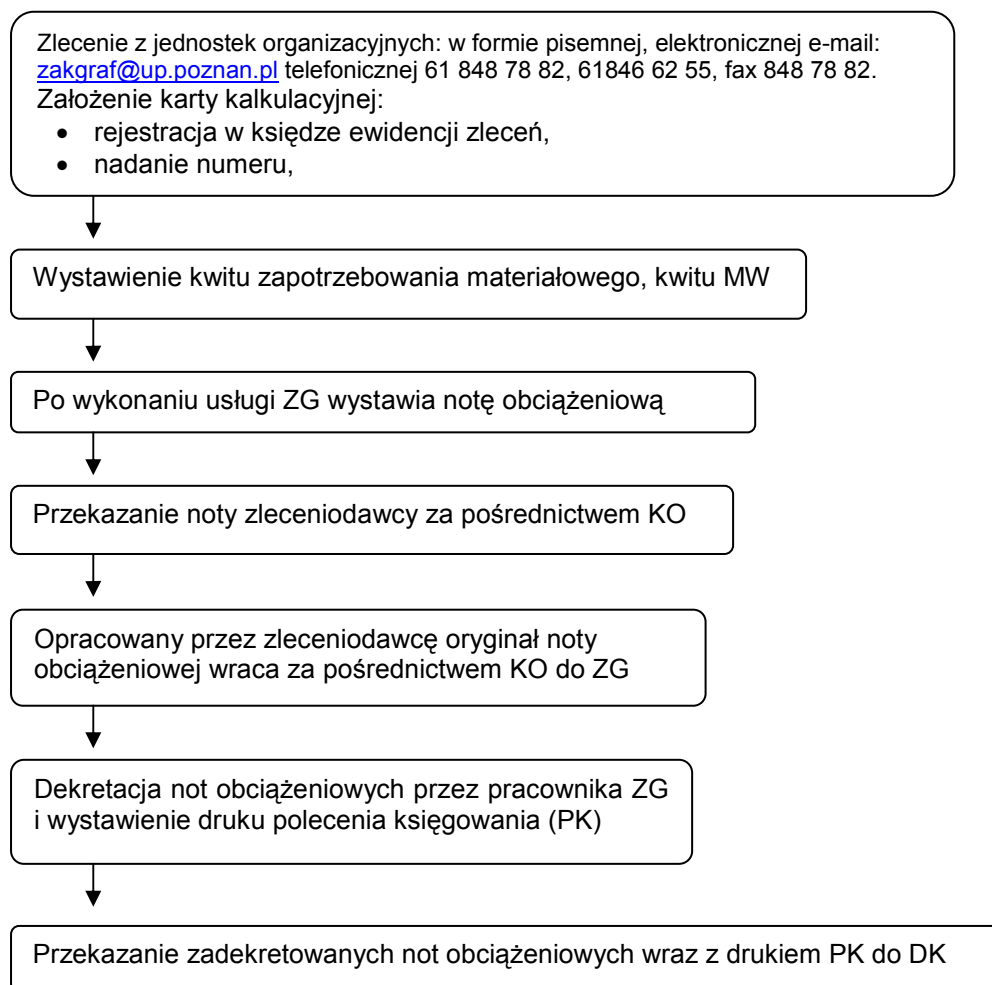 Zlecenie z jednostek organizacyjnych: w formie pisemnej, elektronicznej e-mail:
zakgraf@up.poznan.pl telefonicznej 61 848 78 82, 61846 62 55, fax 848 78 82.
Założenie karty kalkulacyjnej:
• rejestracja w księdze ewidencji zleceń,
• nadanie numeru,
Wystawienie kwitu zapotrzebowania materiałowego, kwitu MW
Po wykonaniu usługi ZG wystawia notę obciążeniową
Przekazanie noty zleceniodawcy za pośrednictwem KO
Opracowany przez zleceniodawcę oryginał noty
obciążeniowej wraca za pośrednictwem KO do ZG
Dekretacja not obciążeniowych przez pracownika ZG
i wystawienie druku polecenia księgowania (PK)
Przekazanie zadekretowanych not obciążeniowych wraz z drukiem PK do DK